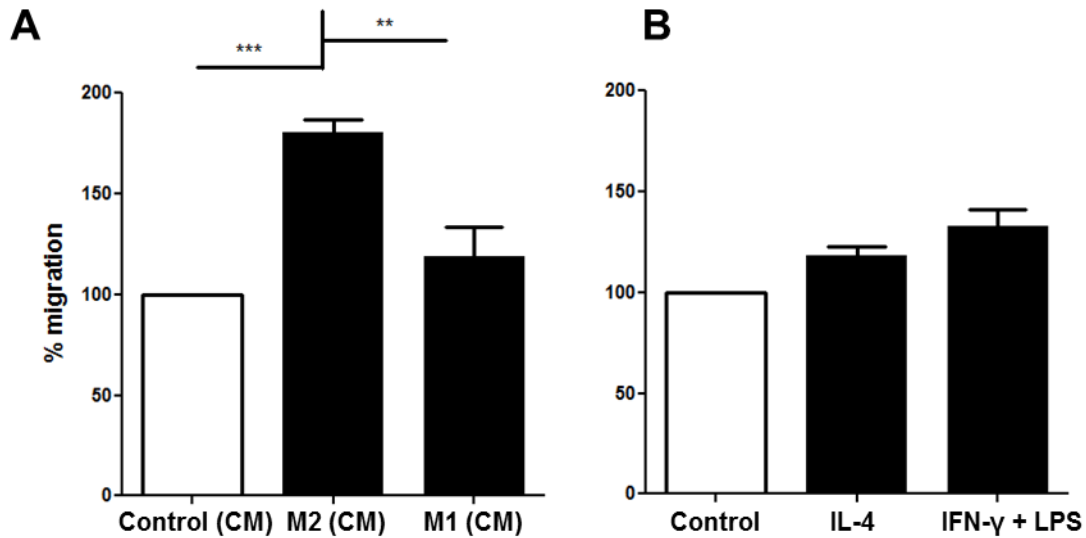 A
B
*** **
% migration
200
150
100
50
0
Control (CM) M2 (CM) M1 (CM)
200
150
100
50
0
Control IL-4 IFN-γ + LPS